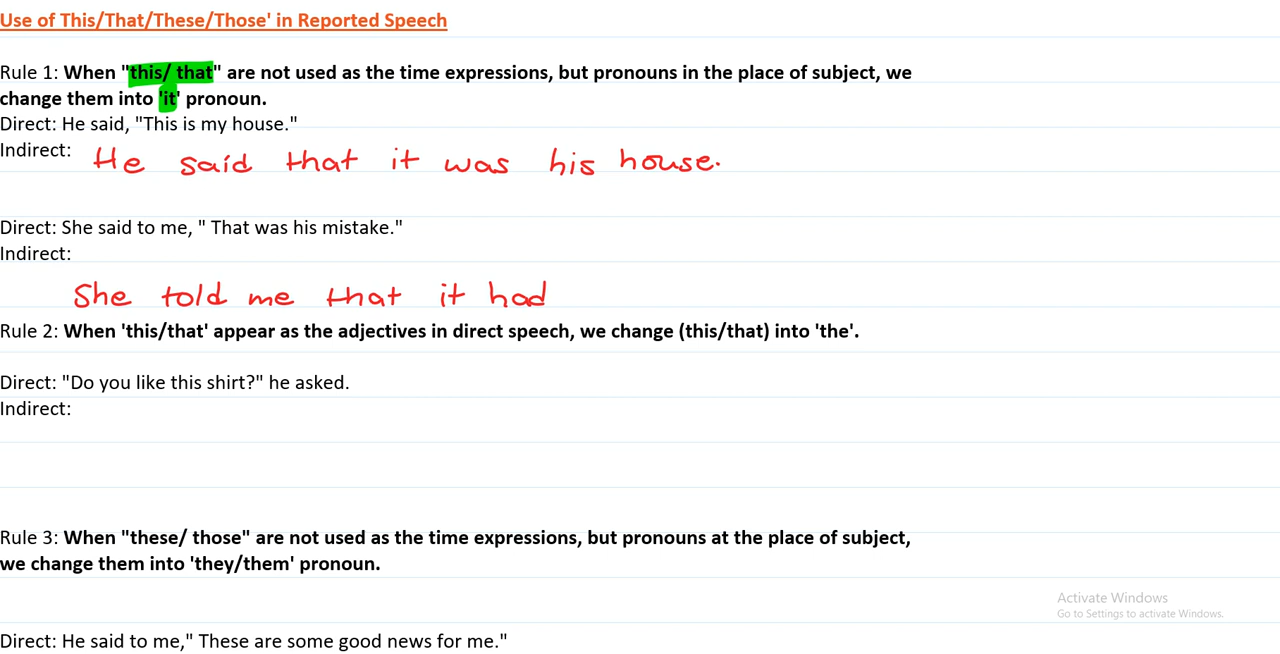 Use of This/That/These/Those' in Reported Speech
Rule 1: When "this/ that" are not used as the time expressions, but pronouns in the place of subject, we
change them into 'it' pronoun.
Direct: He said, "This is my house."
Indirect: He said that it was his house.
Direct: She said to me, " That was his mistake."
Indirect:
She told me that it had
Rule 2: When 'this/that' appear as the adjectives in direct speech, we change (this/that) into 'the'.
Direct: "Do you like this shirt?" he asked.
Indirect:
Rule 3: When "these/ those" are not used as the time expressions, but pronouns at the place of subject,
we change them into 'they/them' pronoun.
Activate Windows
Go to Settings to activate Windows.
Direct: He said to me," These are some good news for me."